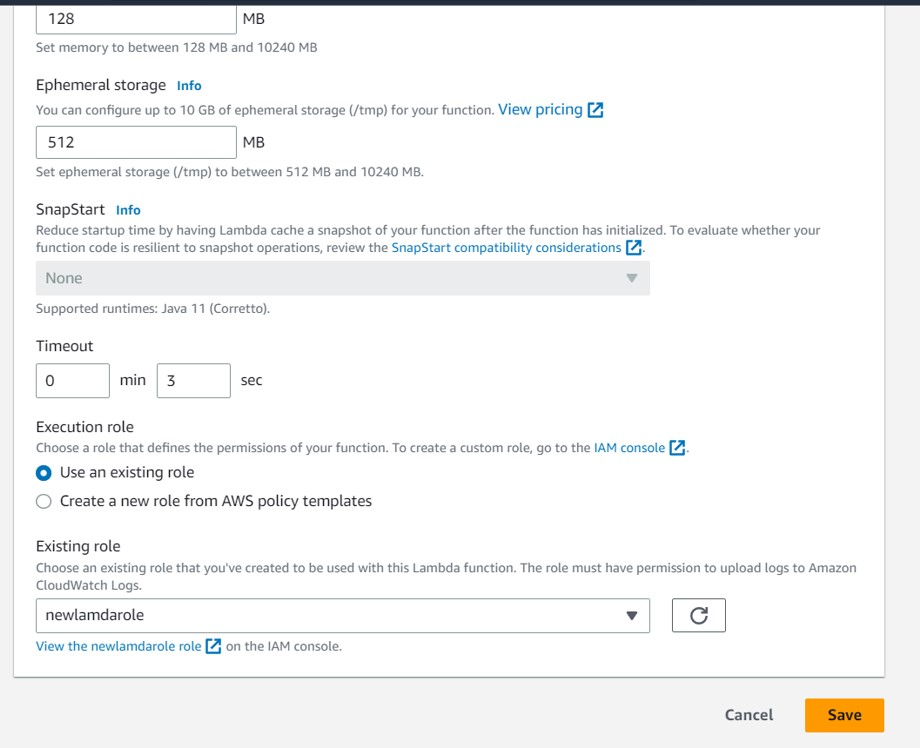 128 MB
Set memory to between 128 MB and 10240 MB
Ephemeral storage Info
You can configure up to 10 GB of ephemeral storage (/tmp) for your function. View pricing
512 MB
Set ephemeral storage (/tmp) to between 512 MB and 10240 MB.
SnapStart Info
Reduce startup time by having Lambda cache a snapshot of your function after the function has initialized. To evaluate whether your
function code is resilient to snapshot operations, review the SnapStart compatibility considerations.
None
Supported runtimes: Java 11 (Corretto).
Timeout
0 min 3 sec
Execution role
Choose a role that defines the permissions of your function. To create a custom role, go to the IAM console.
Use an existing role
Create a new role from AWS policy templates
Existing role
Choose an existing role that you've created to be used with this Lambda function. The role must have permission to upload logs to Amazon
CloudWatch Logs.
newlamdarole
View the newlamdarole role on the IAM console.
Cancel Save